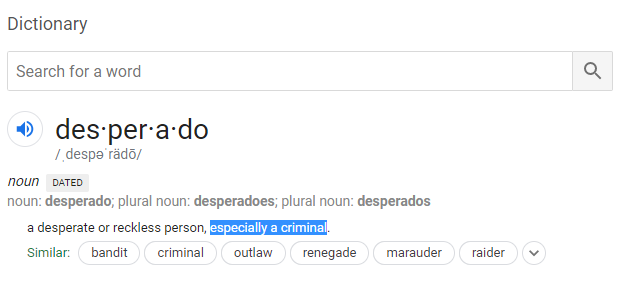 Dictionary
Search for a word
des·per·a·do
/ˌdespəˈrädō/
noun DATED
noun: desperado; plural noun: desperadoes; plural noun: desperados
a desperate or reckless person, especially a criminal.
Similar: bandit criminal outlaw renegade marauder raider